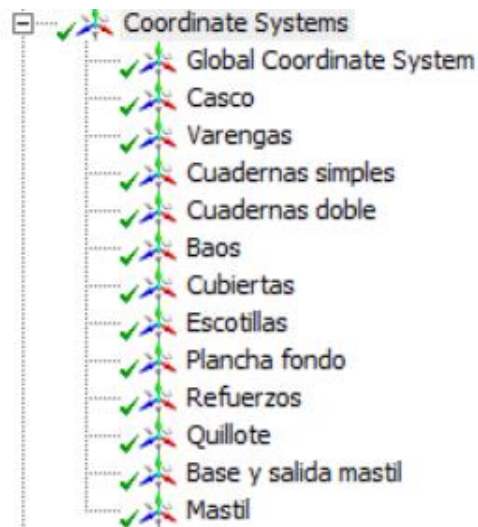 Coordinate Systems
Global Coordinate System
Casco
Varengas
Cuadernas simples
Cuadernas doble
Baos
Cubiertas
Escotillas
Plancha fondo
Refuerzos
Quillote
Base y salida mastil
Mastil